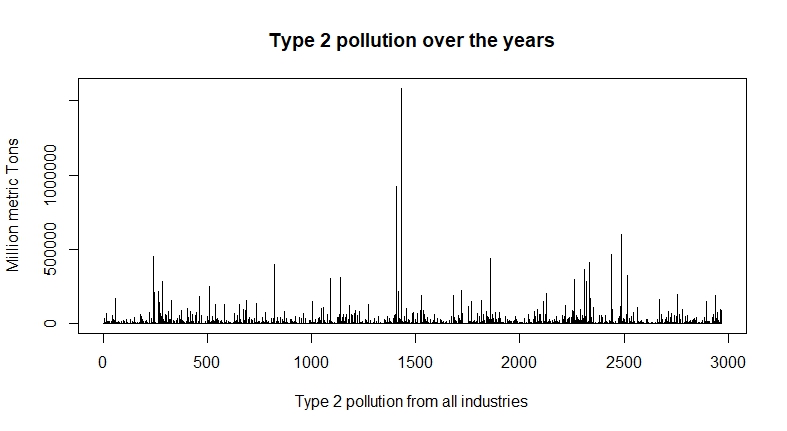 Type 2 pollution over the years
Million metric Tons
1000000
500000
0
0 500 1000 1500 2000 2500 3000
Type 2 pollution from all industries